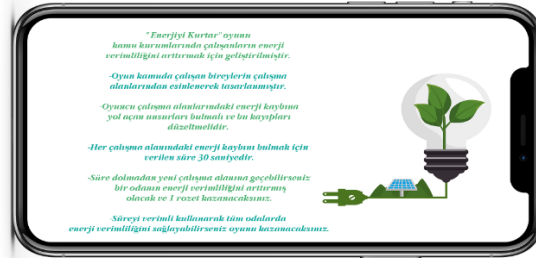 "Enerjiyi Kurtar" oyunu
kamu kurumlarında çalışanların enerji
verimliliğini arttırmak için geliştirilmiştir.
-Oyun kamuda çalışan bireylerin çalışma
alanlarından esinlenerek tasarlanmıştır.
-Oyuncu çalışma alanlarındaki enerji kaybına
yol açan unsurları bulmalı ve bu kayıpları
düzeltmelidir.
-Her çalışma alanındaki enerji kaybını bulmak için
verilen süre 30 saniyedir.
-Süre dolmadan yeni çalışma alanına geçebilirseniz
bir odanın enerji verimliliğini arttırmış
olacak ve 1 rozet kazanacaksınız.
-Süreyi verimli kullanarak tüm odalarda
enerji verimliliğini sağlayabilirseniz oyunu kazanacaksınız.